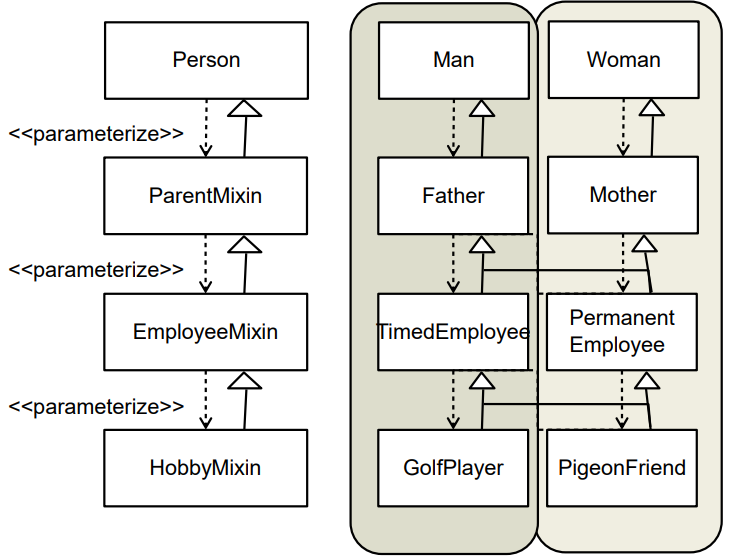 Person
Man
Woman
<<parameterize>>
ParentMixin
Father
Mother
<<parameterize>>
EmployeeMixin
TimedEmployee
Permanent
Employee
<<parameterize>>
HobbyMixin
GolfPlayer
PigeonFriend